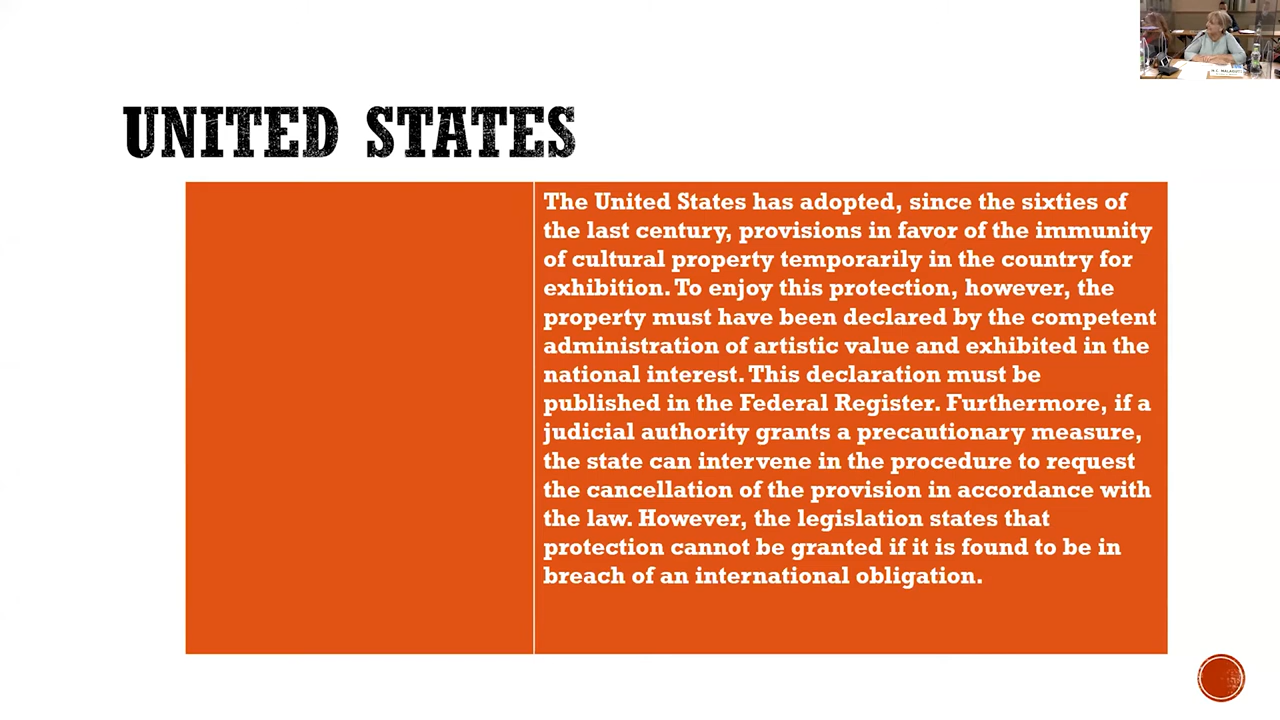 UNITED STATES
The United States has adopted, since the sixties of
the last century, provisions in favor of the immunity
of cultural property temporarily in the country for
exhibition. To enjoy this protection, however, the
property must have been declared by the competent
administration of artistic value and exhibited in the
national interest. This declaration must be
published in the Federal Register. Furthermore, if a
judicial authority grants a precautionary measure,
the state can intervene in the procedure to request
the cancellation of the provision in accordance with
the law. However, the legislation states that
protection cannot be granted if it is found to be in
breach of an international obligation.